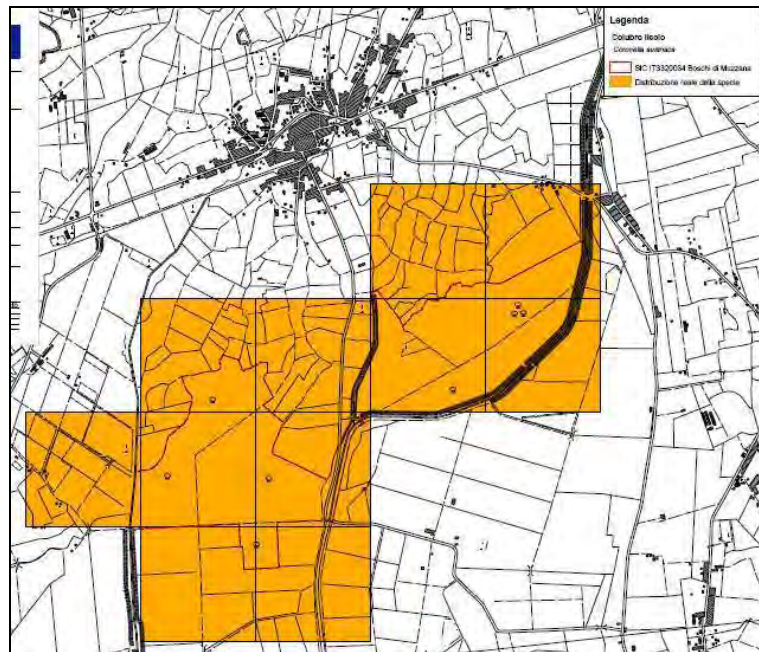 Legenda
Colubro liscio
Coronella austriaca
SIC IT3320034 Boschi di Muzzana
Distribuzione reale della specie